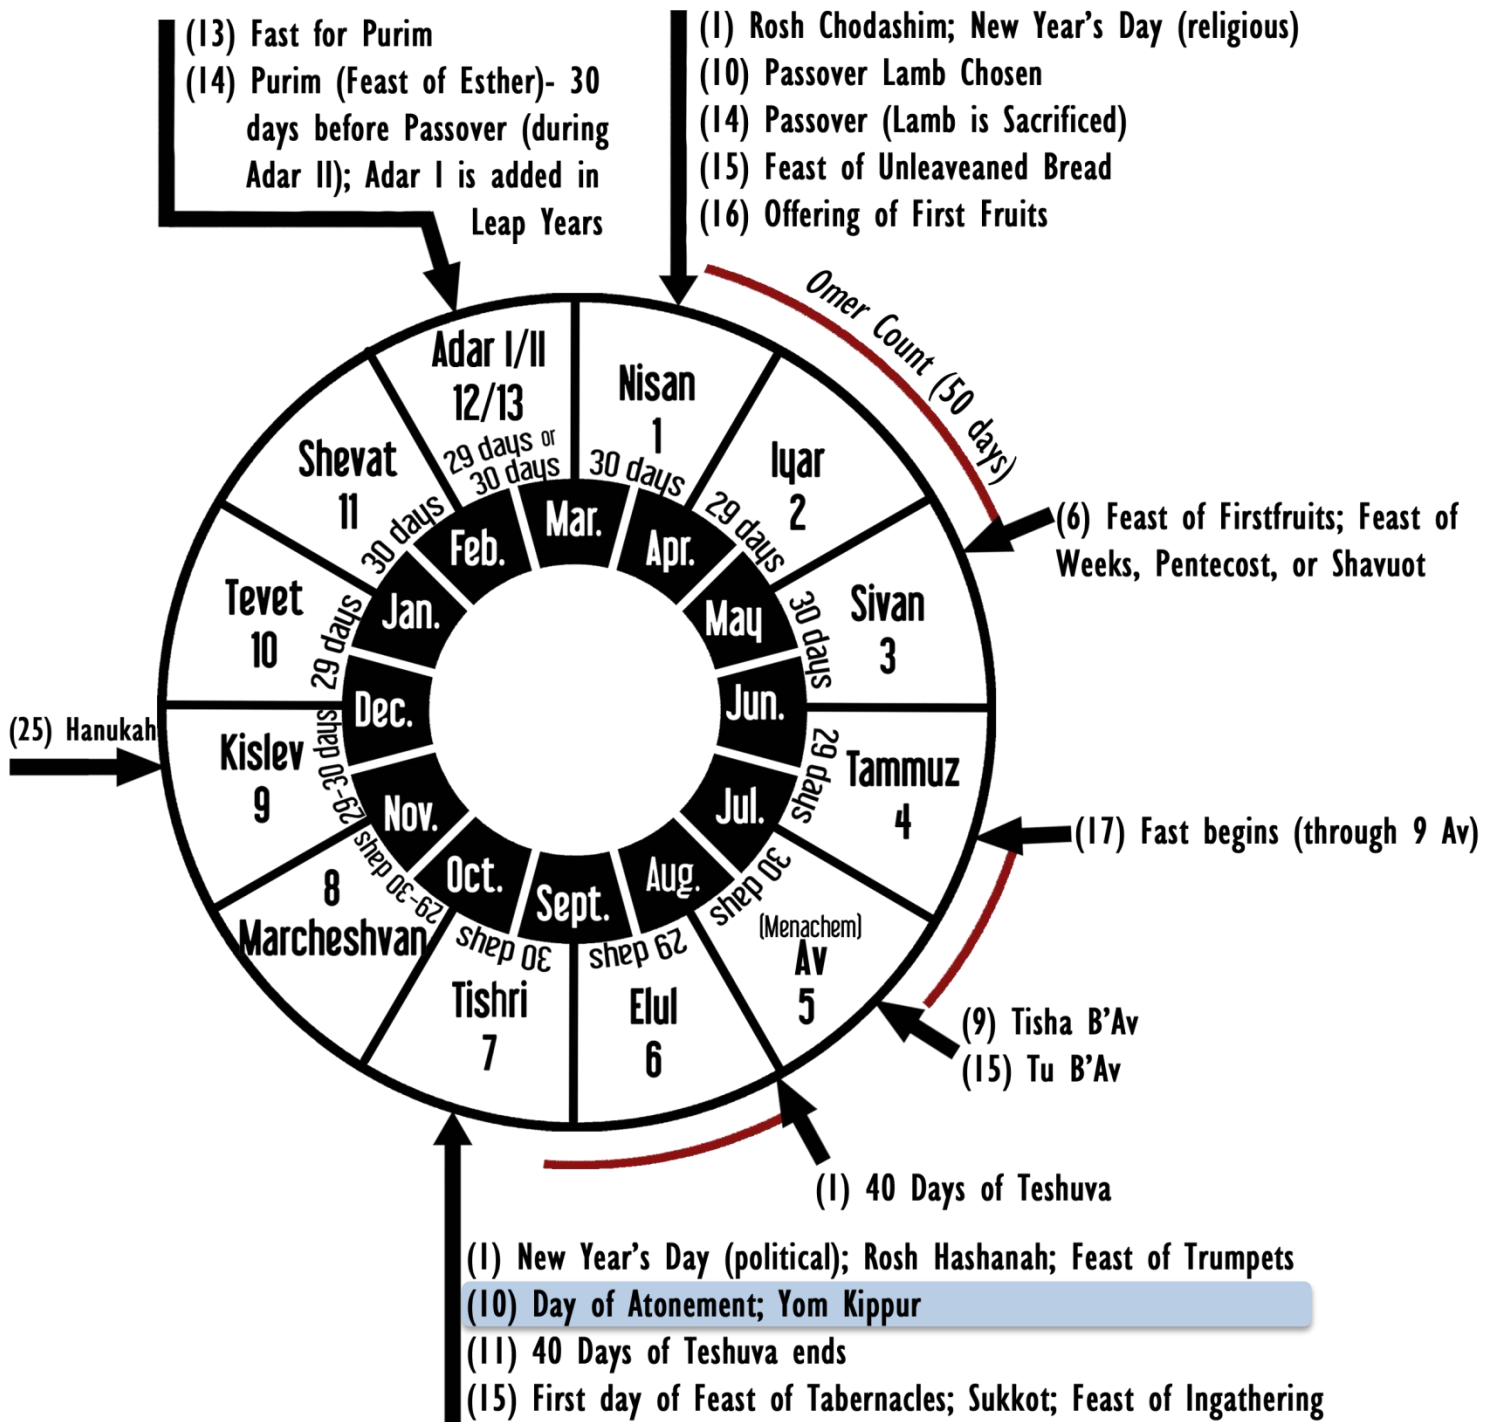 (13) Fast for Purim
(14) Purim (Feast of Esther)- 30
days before Passover (during
Adar II); Adar I is added in
Leap Years
(1) Rosh Chodashim; New Year's Day (religious)
(10) Passover Lamb Chosen
(14) Passover (Lamb is Sacrificed)
(15) Feast of Unleaveaned Bread
(16) Offering of First Fruits
Omer Count (50 days)
(6) Feast of Firstfruits; Feast of
Weeks, Pentecost, or Shavuot
(17) Fast begins (through 9 Av)
(9) Tisha B'Av
(15) Tu B'Av
(1) 40 Days of Teshuva
(1) New Year's Day (political); Rosh Hashanah; Feast of Trumpets
(10) Day of Atonement; Yom Kippur
(11) 40 Days of Teshuva ends
(15) First day of Feast of Tabernacles; Sukkot; Feast of Ingathering
(25) Hanukah
Nisan
1
30 days
Iyar
2
29 days
Sivan
3
30 days
Tammuz
4
29 days
(Menachem)
Av
5
30 days
Elul
6
29 days
Tishri
7
30 days
8
Marcheshvan
29-30 days
Kislev
9
29-30 days
Tevet
10
29 days
Shevat
11
30 days
Adar I/II
12/13
29 days or
30 days
Mar.
Apr.
May
Jun.
Jul.
Aug.
Sept.
Oct.
Nov.
Dec.
Jan.
Feb.